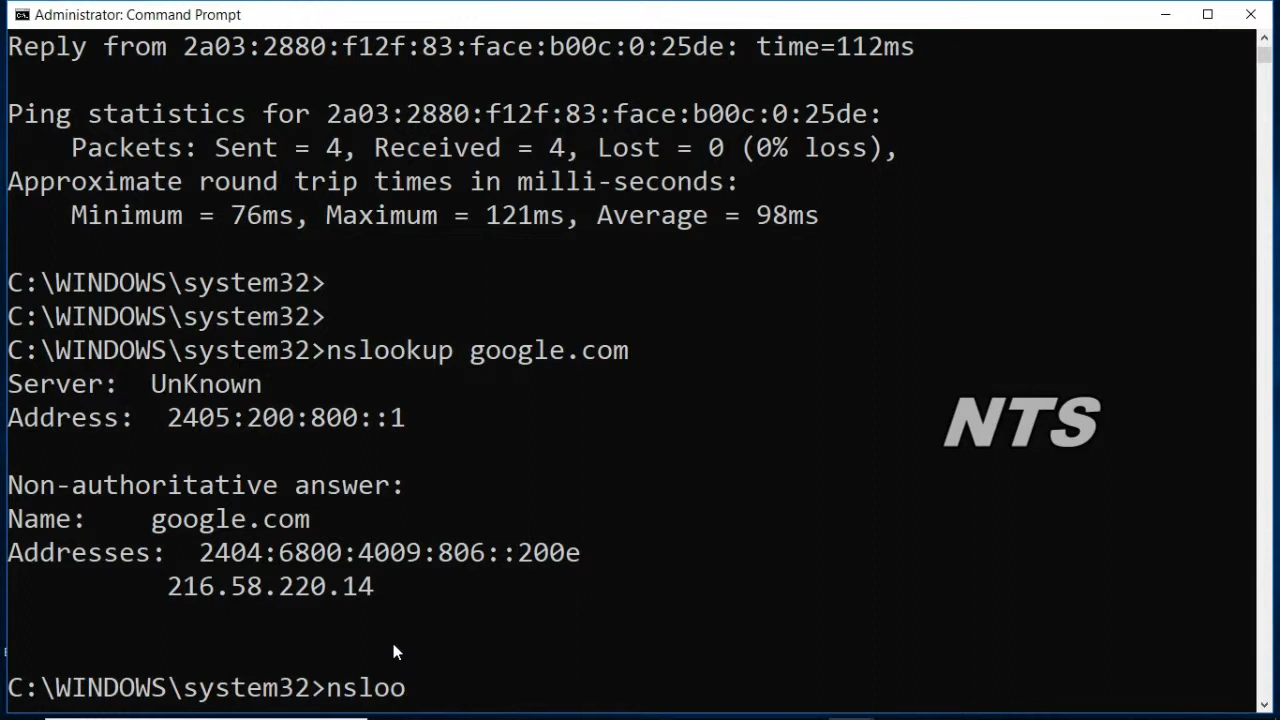 Administrator: Command Prompt
Reply from 2a03:2880:f12f:83:face:b00c:0:25de: time=112ms
Ping statistics for 2a03:2880:f12f:83:face:b00c:0:25de:
    Packets: Sent = 4, Received = 4, Lost = 0 (0% loss),
Approximate round trip times in milli-seconds:
    Minimum = 76ms, Maximum = 121ms, Average = 98ms
C:\WINDOWS\system32>
C:\WINDOWS\system32>
C:\WINDOWS\system32>nslookup google.com
Server:  UnKnown
Address:  2405:200:800::1
NTS
Non-authoritative answer:
Name:    google.com
Addresses:  2404:6800:4009:806::200e
          216.58.220.14
C:\WINDOWS\system32>nsloo